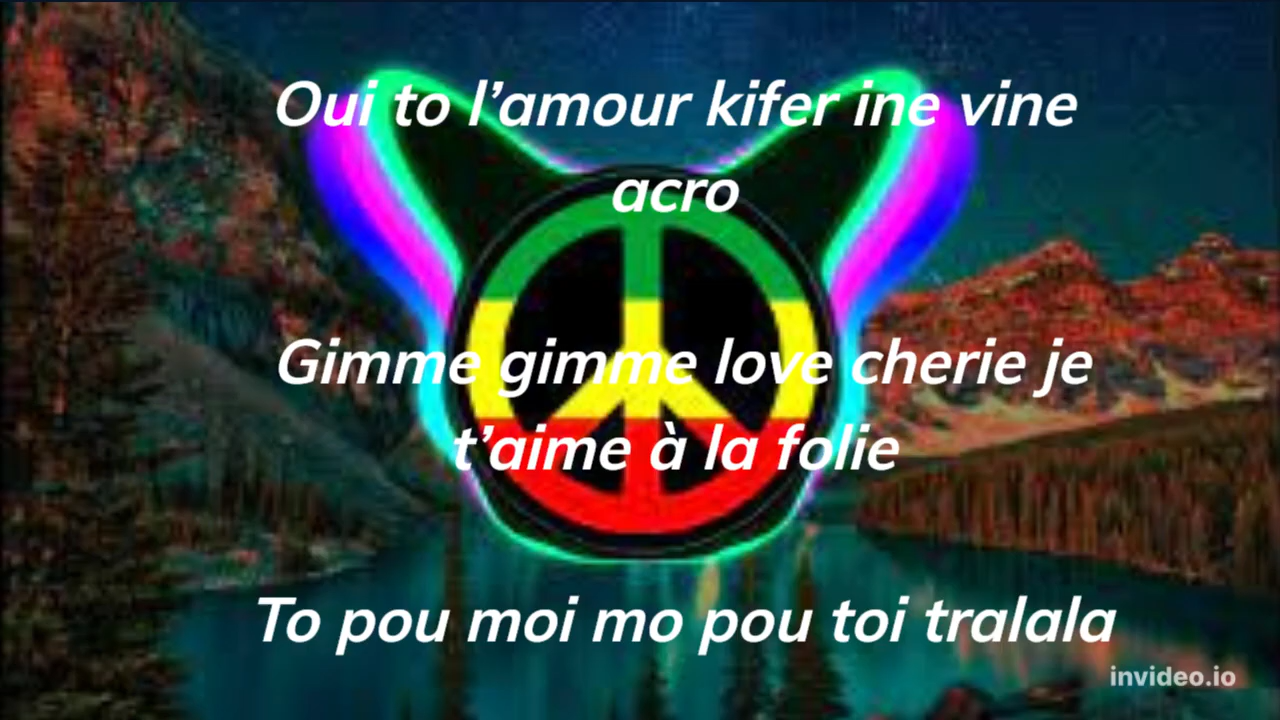 Oui to l’amour kifer ine vine
acro
Gimme gimme love cherie je
t’aime à la folie
To pou moi mo pou toi tralala
invideo.io